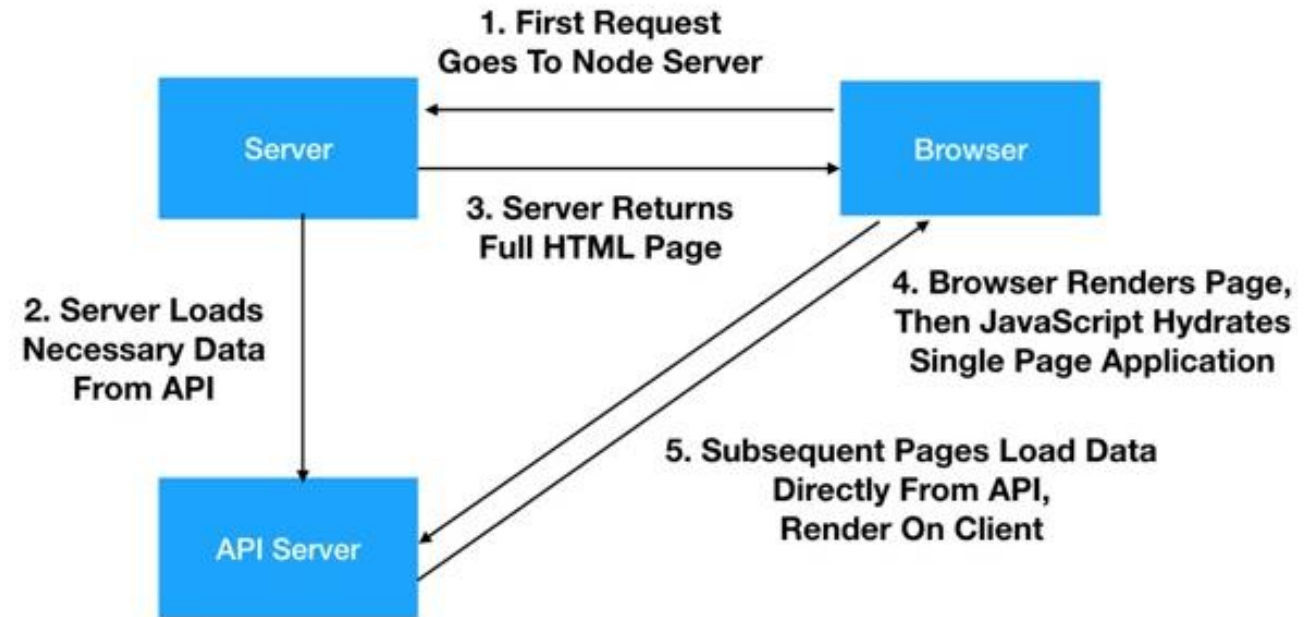 1. First Request
Goes To Node Server
Server
Browser
3. Server Returns
Full HTML Page
2. Server Loads
Necessary Data
From API
4. Browser Renders Page,
Then JavaScript Hydrates
Single Page Application
5. Subsequent Pages Load Data
Directly From API,
Render On Client
API Server